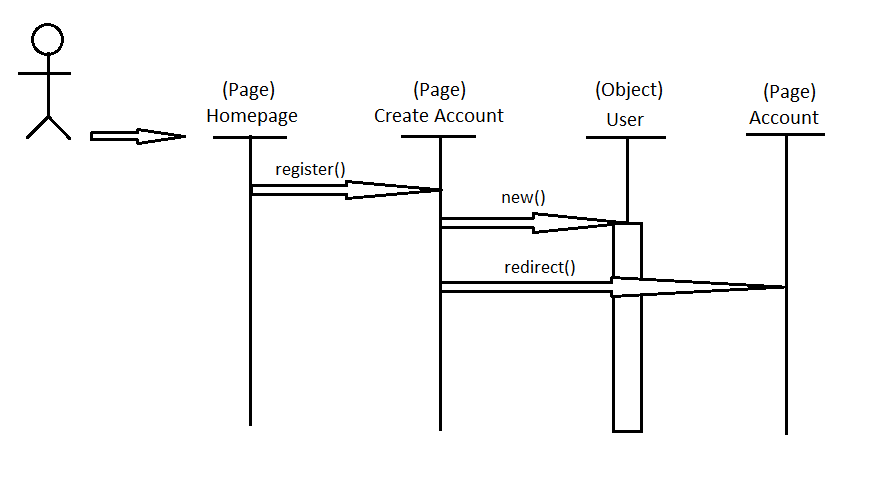 (Page)
Homepage
(Page)
Create Account
(Object)
User
(Page)
Account
register()
new()
redirect()